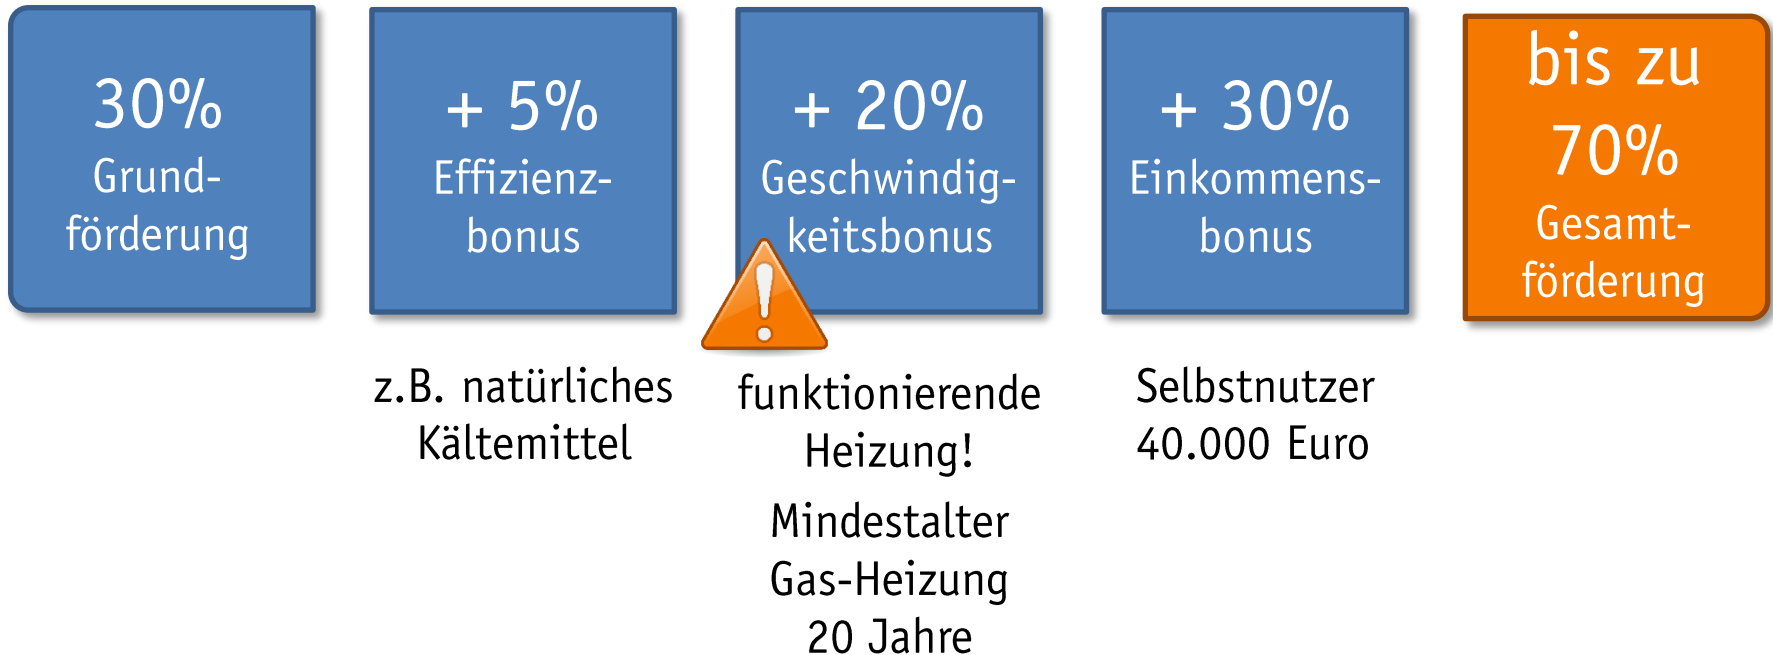 30%
Grund-
förderung
+ 5%
Effizienz-
bonus
z.B. natürliches
Kältemittel
+ 20%
Geschwindig-
keitsbonus
funktionierende
Heizung!
Mindestalter
Gas-Heizung
20 Jahre
+ 30%
Einkommens-
bonus
Selbstnutzer
40.000 Euro
bis zu
70%
Gesamt-
förderung